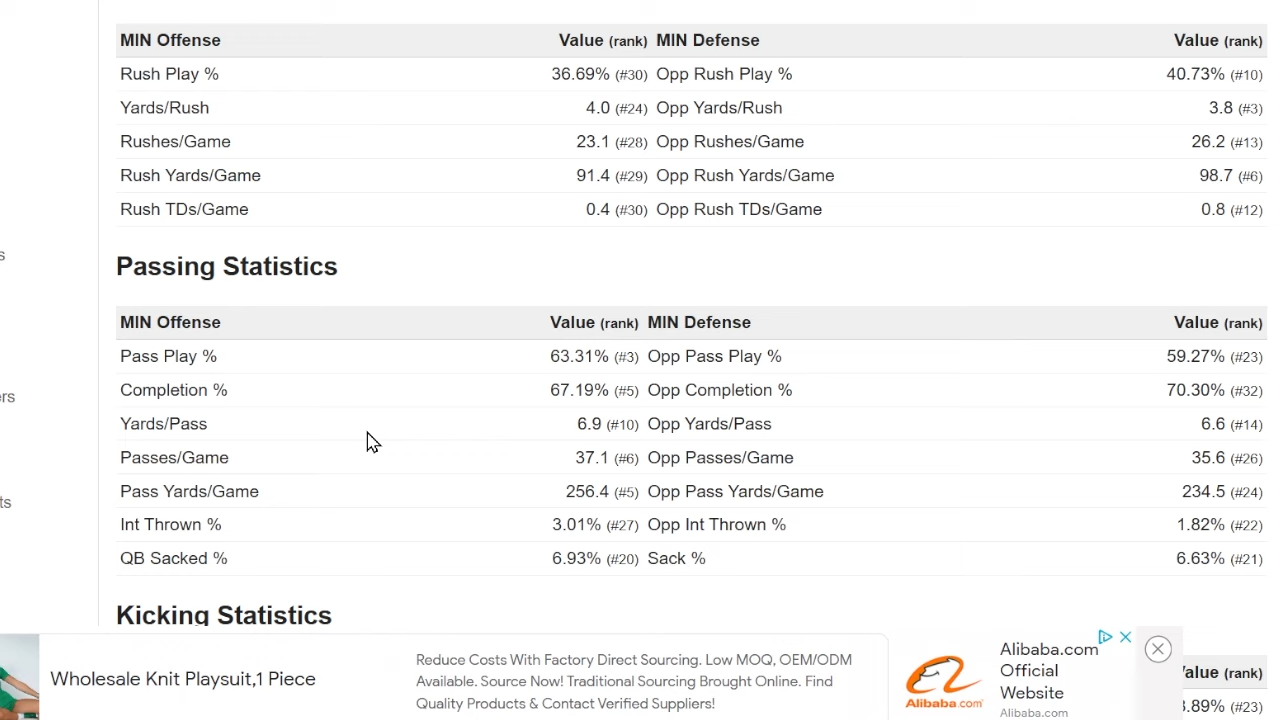 MIN Offense Value (rank) MIN Defense Value (rank)
Rush Play % 36.69% (#30) Opp Rush Play % 40.73% (#10)
Yards/Rush 4.0 (#24) Opp Yards/Rush 3.8 (#3)
Rushes/Game 23.1 (#28) Opp Rushes/Game 26.2 (#13)
Rush Yards/Game 91.4 (#29) Opp Rush Yards/Game 98.7 (#6)
Rush TDs/Game 0.4 (#30) Opp Rush TDs/Game 0.8 (#12)
s
Passing Statistics
MIN Offense Value (rank) MIN Defense Value (rank)
Pass Play % 63.31% (#3) Opp Pass Play % 59.27% (#23)
Completion % 67.19% (#5) Opp Completion % 70.30% (#32)
ers
Yards/Pass 6.9 (#10) Opp Yards/Pass 6.6 (#14)
Passes/Game 37.1 (#6) Opp Passes/Game 35.6 (#26)
Pass Yards/Game 256.4 (#5) Opp Pass Yards/Game 234.5 (#24)
ts
Int Thrown % 3.01% (#27) Opp Int Thrown % 1.82% (#22)
QB Sacked % 6.93% (#20) Sack % 6.63% (#21)
Kicking Statistics
Wholesale Knit Playsuit,1 Piece
Reduce Costs With Factory Direct Sourcing. Low MOQ, OEM/ODM
Available. Source Now! Traditional Sourcing Brought Online. Find
Quality Products & Contact Verified Suppliers!
Alibaba.com
Alibaba.com
Official
Website
Alibaba.com
Value (rank)
.89% (#23)